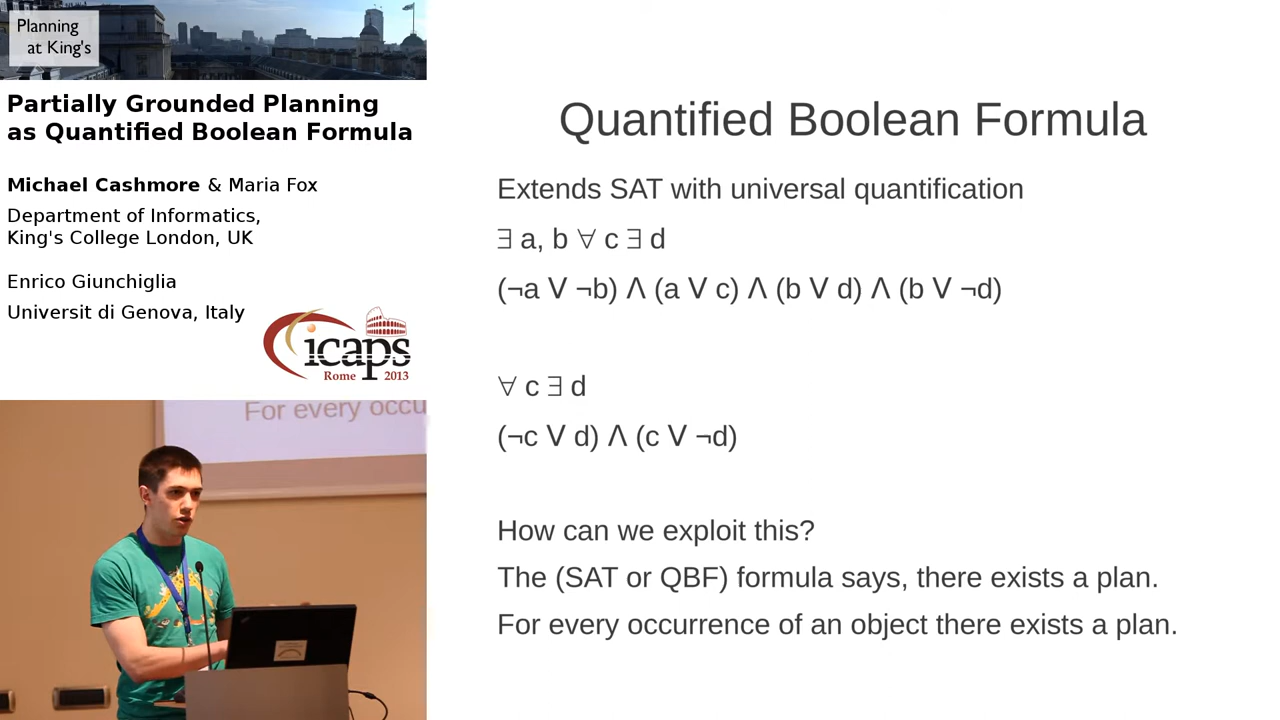 Planning
at King's
Partially Grounded Planning
as Quantified Boolean Formula
Michael Cashmore & Maria Fox
Department of Informatics,
King's College London, UK
Enrico Giunchiglia
Universit di Genova, Italy
icaps
Rome 2013
For every occu
Quantified Boolean Formula
Extends SAT with universal quantification
∃ a, b ∀ c ∃ d
(¬a V ¬b) Λ (a V c) Λ (b V d) Λ (b V ¬d)
∀ c ∃ d
(¬c V d) Λ (c V ¬d)
How can we exploit this?
The (SAT or QBF) formula says, there exists a plan.
For every occurrence of an object there exists a plan.